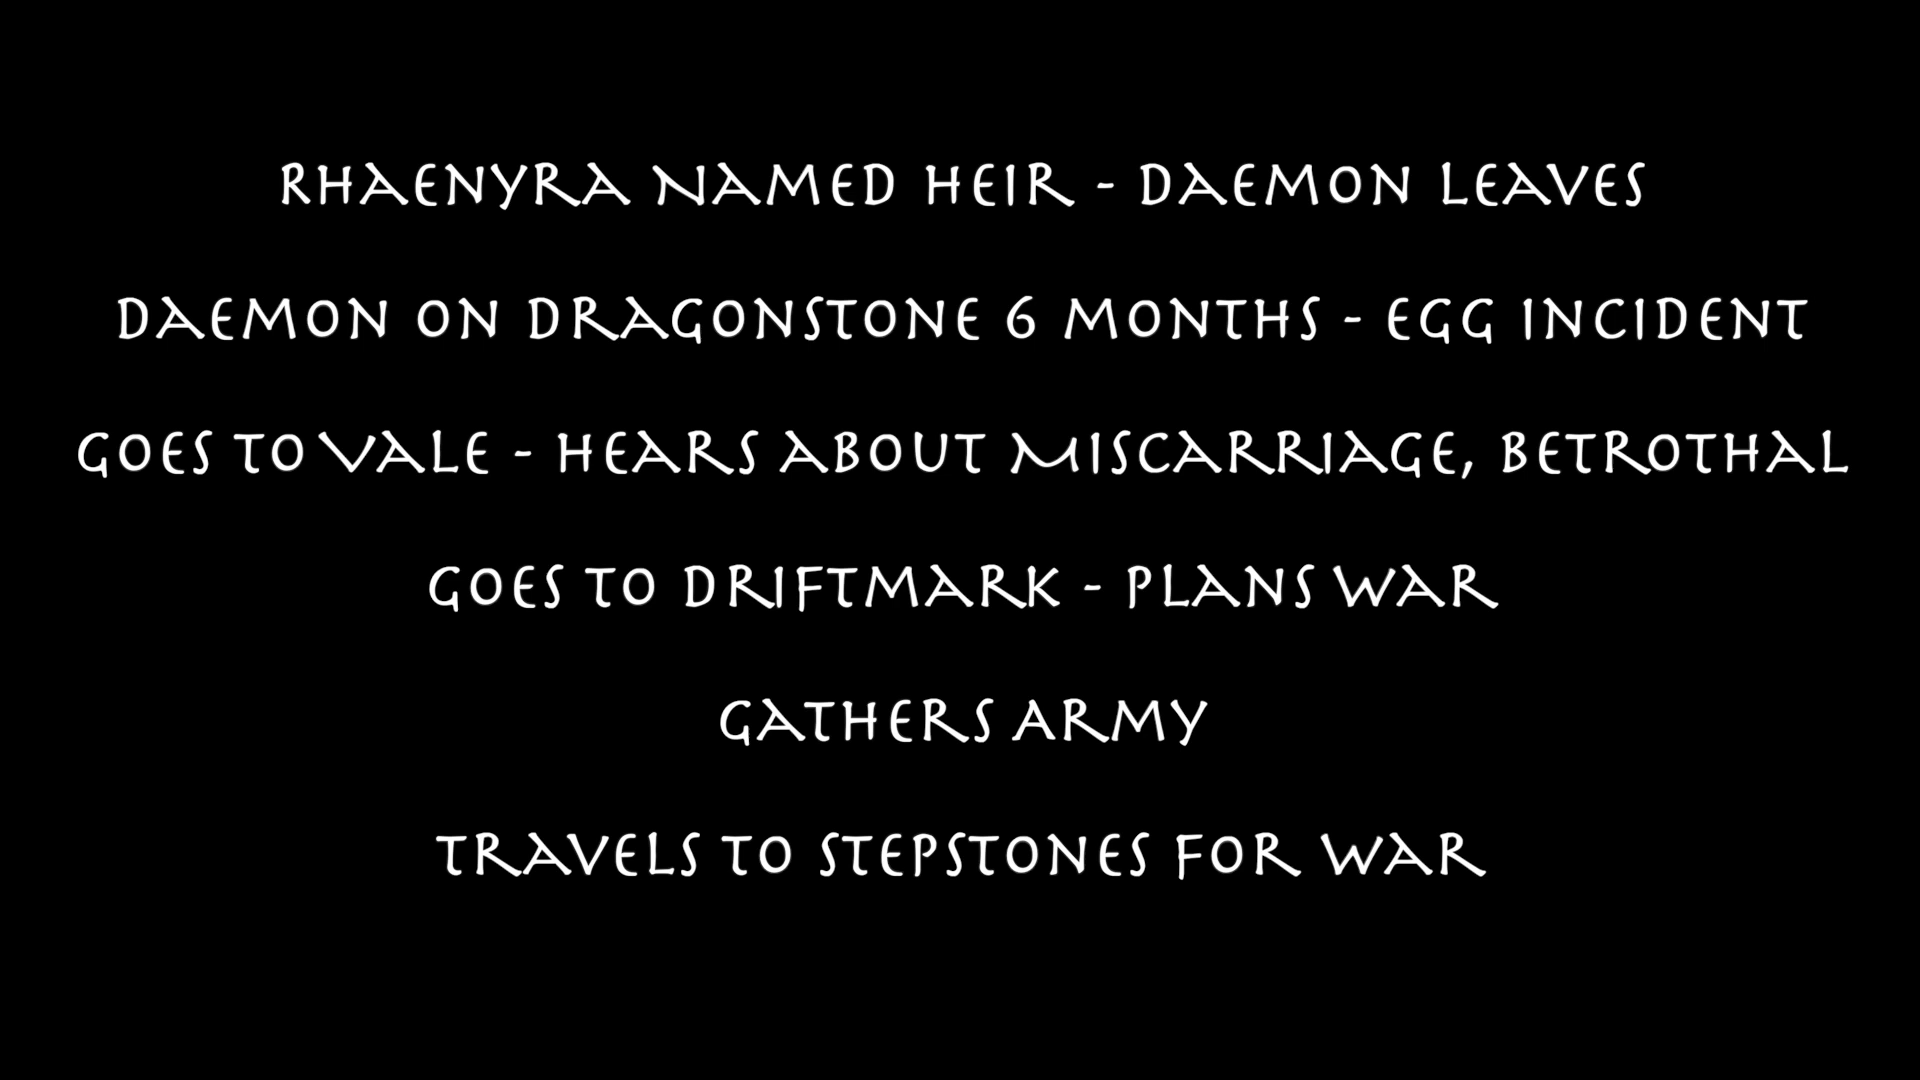 Rhaenyra Named Heir - Daemon Leaves
Daemon on Dragonstone 6 months - Egg Incident
Goes to Vale - Hears about Miscarriage, Betrothal
Goes to Driftmark - Plans War
Gathers Army
Travels to Stepstones for War